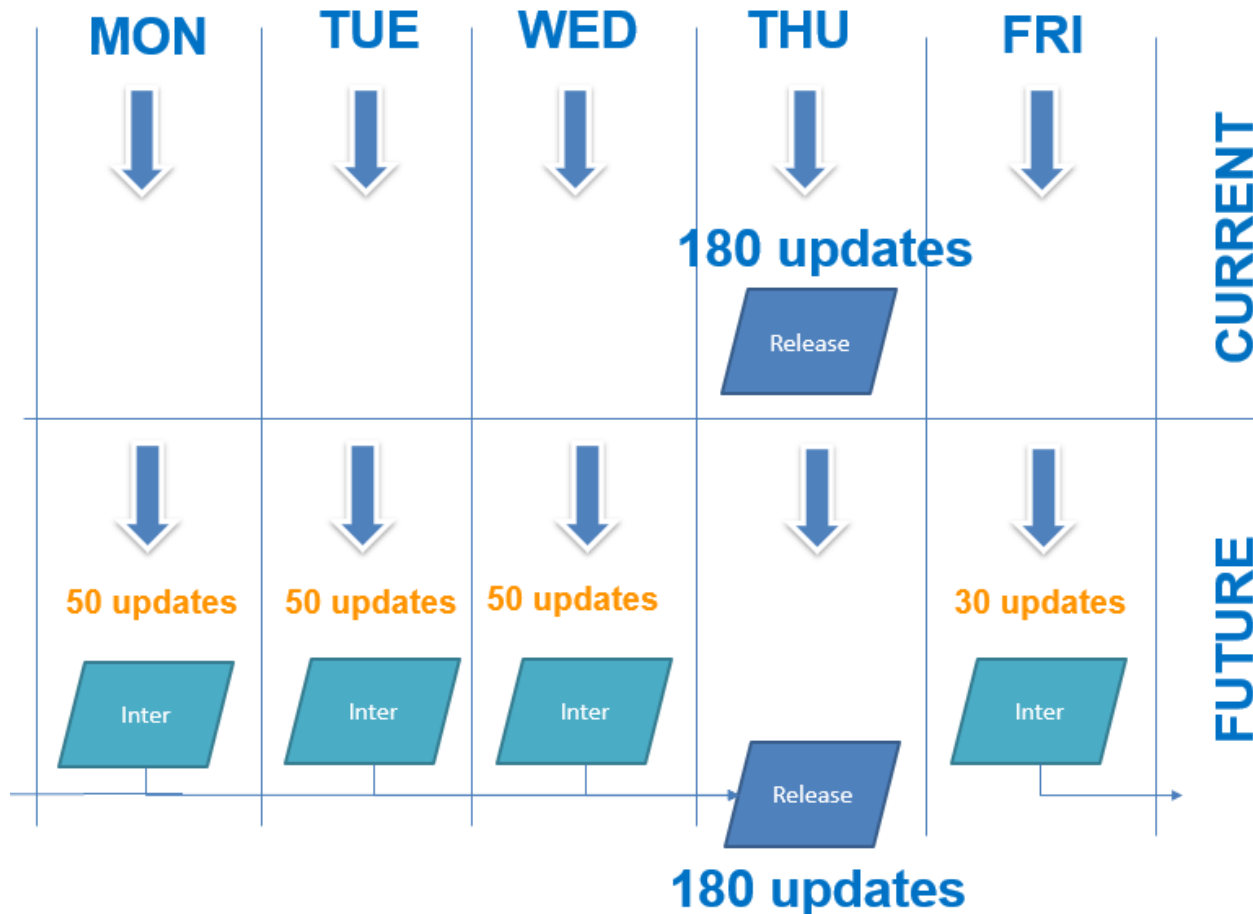 MON
TUE
WED
THU
FRI
180 updates
Release
CURRENT
50 updates
50 updates
50 updates
30 updates
Inter
Inter
Inter
Inter
Release
180 updates
FUTURE